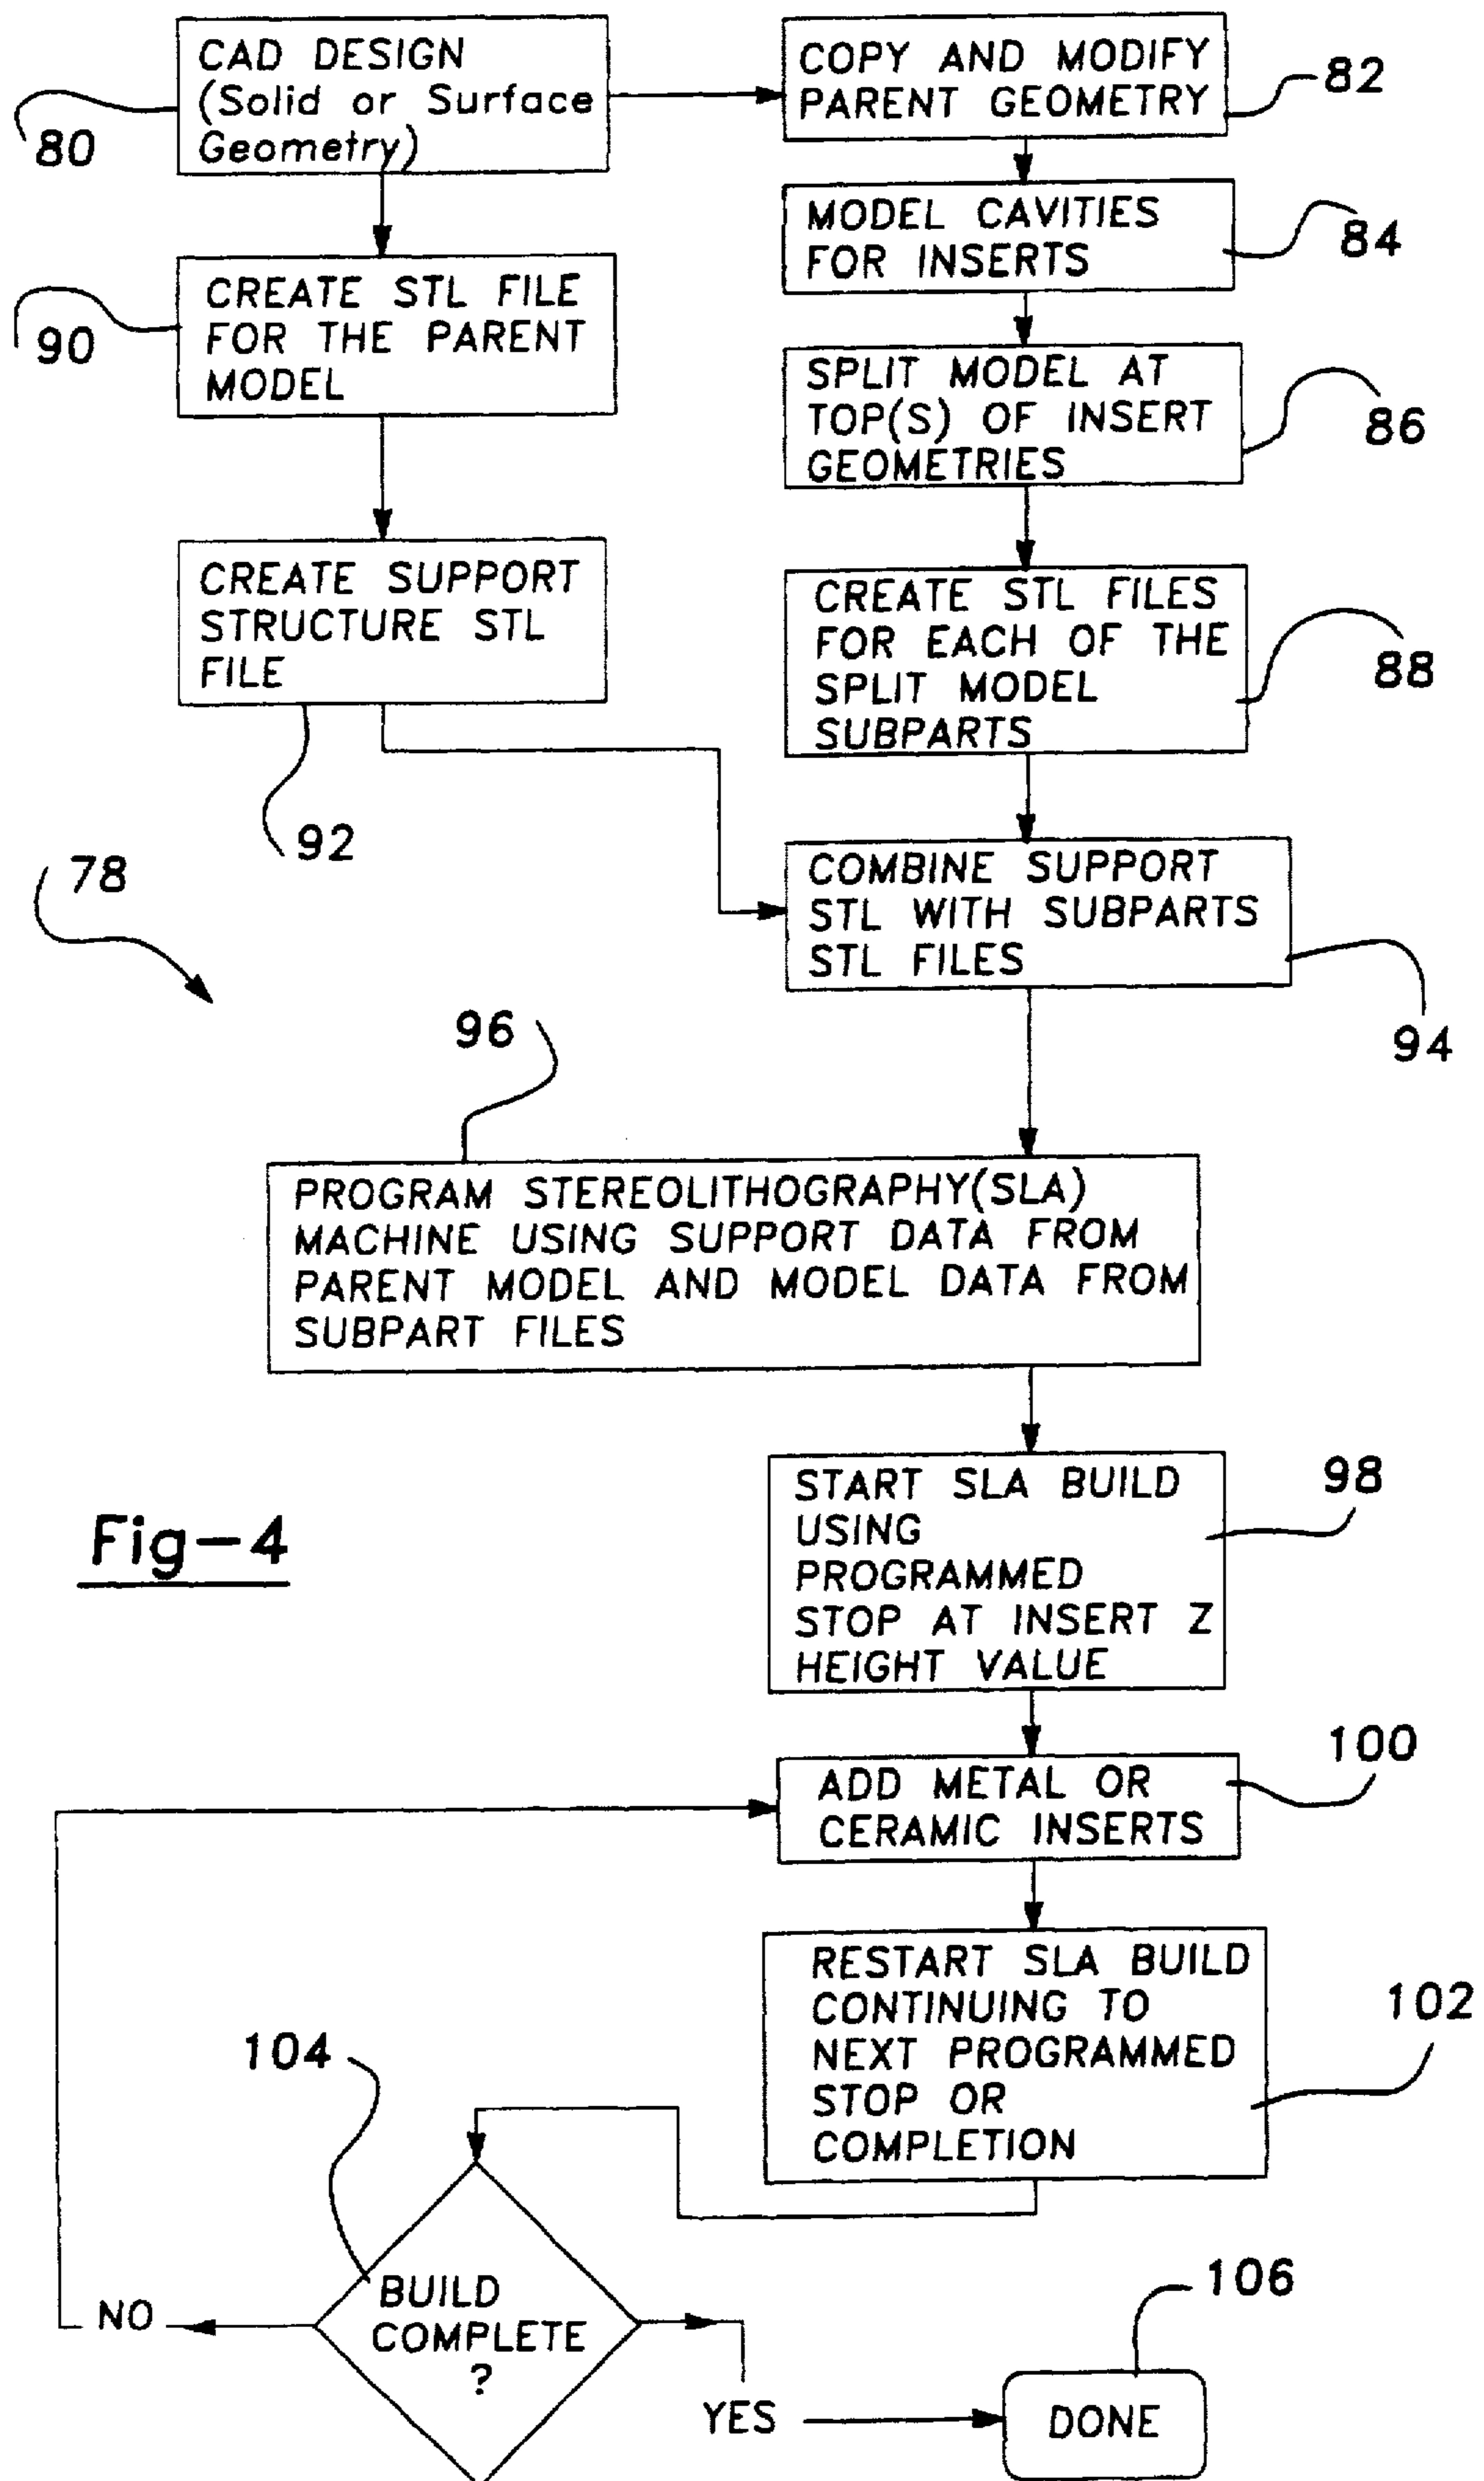 CAD DESIGN
(Solid or Surface
Geometry)
80
COPY AND MODIFY
PARENT GEOMETRY
82
MODEL CAVITIES
FOR INSERTS
84
CREATE STL FILE
FOR THE PARENT
MODEL
90
SPLIT MODEL AT
TOP(S) OF INSERT
GEOMETRIES
86
CREATE SUPPORT
STRUCTURE STL
FILE
92
CREATE STL FILES
FOR EACH OF THE
SPLIT MODEL
SUBPARTS
88
78
COMBINE SUPPORT
STL WITH SUBPARTS
STL FILES
94
96
PROGRAM STEREOLITHOGRAPHY(SLA)
MACHINE USING SUPPORT DATA FROM
PARENT MODEL AND MODEL DATA FROM
SUBPART FILES
START SLA BUILD
USING
PROGRAMMED
STOP AT INSERT Z
HEIGHT VALUE
98
Fig-4
ADD METAL OR
CERAMIC INSERTS
100
RESTART SLA BUILD
CONTINUING TO
NEXT PROGRAMMED
STOP OR
COMPLETION
102
104
BUILD
COMPLETE
?
NO
YES
106
DONE